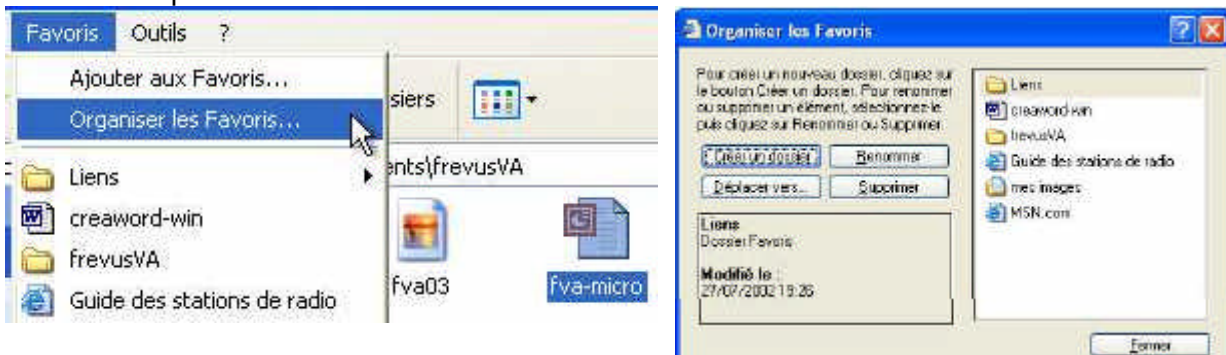 Favoris Outils ?
Ajouter aux Favoris...
Organiser les Favoris...
Liens
creaword-win
frevusVA
Guide des stations de radio
siers
ents\frevusVA
fva03
fva-micro
Organiser les Favoris
Pour créer un nouveau dossier, cliquez sur
le bouton Créer un dossier. Pour renommer
ou supprimer un élément, sélectionnez-le
puis cliquez sur Renommer ou Supprimer.
Créer un dossier Renommer
Déplacer vers... Supprimer
Liens
Dossier Favoris
Modifié le :
27/07/2002 19:26
Liens
creaword-win
frevusVA
Guide des stations de radio
mes images
MSN.com
Fermer